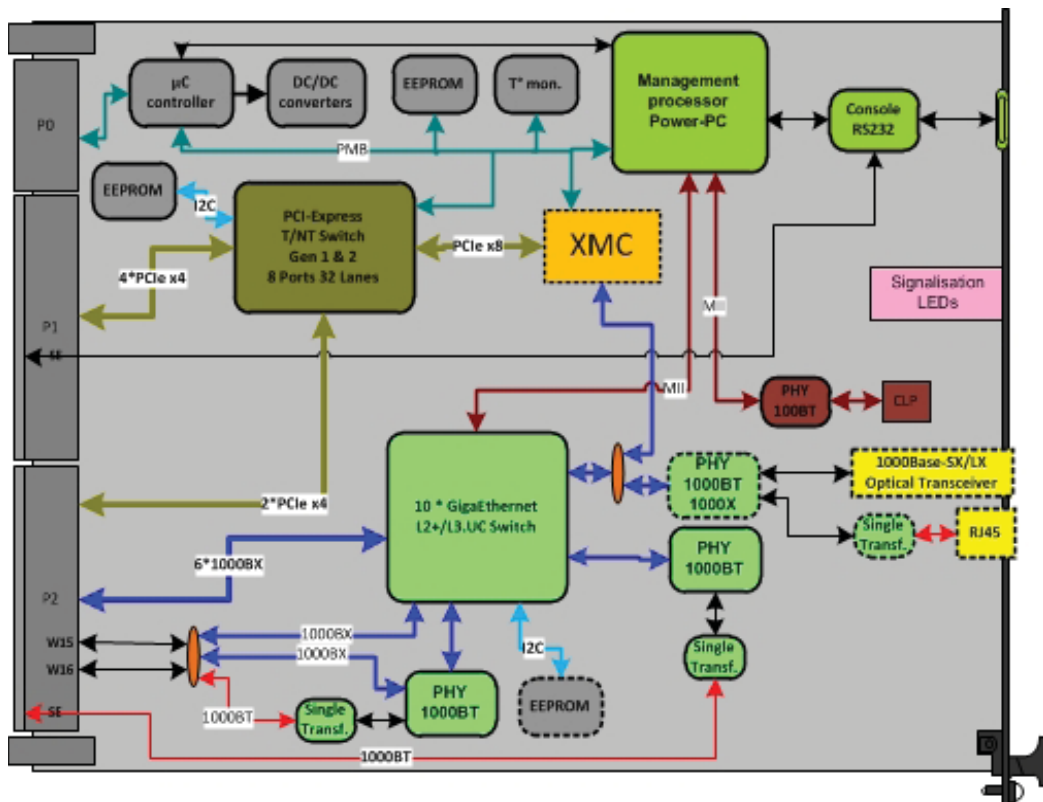 µC
controller
DC/DC
converters
EEPROM
T° mon.
Management
processor
Power-PC
Console
RS232
P0
PMB
EEPROM
I2C
PCI-Express
T/NT Switch
Gen 1 & 2
8 Ports 32 Lanes
PCIe x8
XMC
4*PCIe x4
Signalisation
LEDs
MII
P1
SE
MII
PHY
100BT
CLP
2*PCIe x4
10 * GigaEthernet
L2+/L3.UC Switch
PHY
1000BT
1000X
1000Base-SX/LX
Optical Transceiver
Single
Transf.
RJ45
PHY
1000BT
6*1000BX
P2
W15
W16
1000BX
1000BX
I2C
Single
Transf.
PHY
1000BT
EEPROM
SE
1000BT
Single
Transf.
1000BT